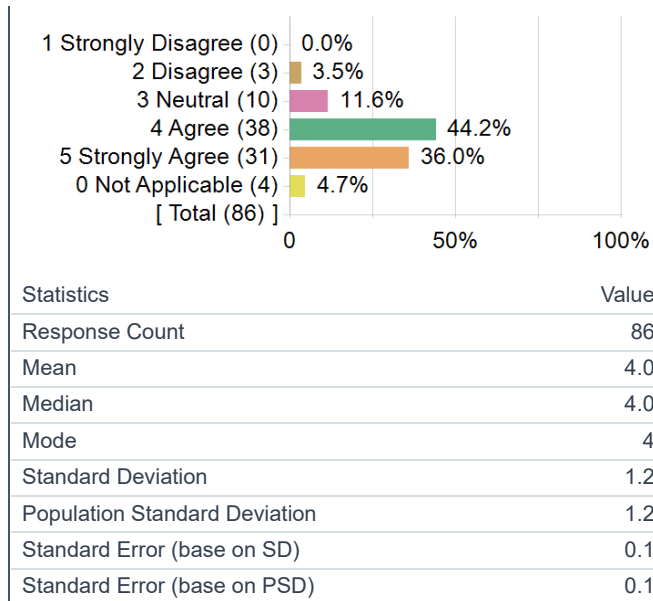 1 Strongly Disagree (0) 0.0%
2 Disagree (3) 3.5%
3 Neutral (10) 11.6%
4 Agree (38) 44.2%
5 Strongly Agree (31) 36.0%
0 Not Applicable (4) 4.7%
[ Total (86) ]
0 50% 100%
Statistics Value
Response Count 86
Mean 4.0
Median 4.0
Mode 4
Standard Deviation 1.2
Population Standard Deviation 1.2
Standard Error (base on SD) 0.1
Standard Error (base on PSD) 0.1